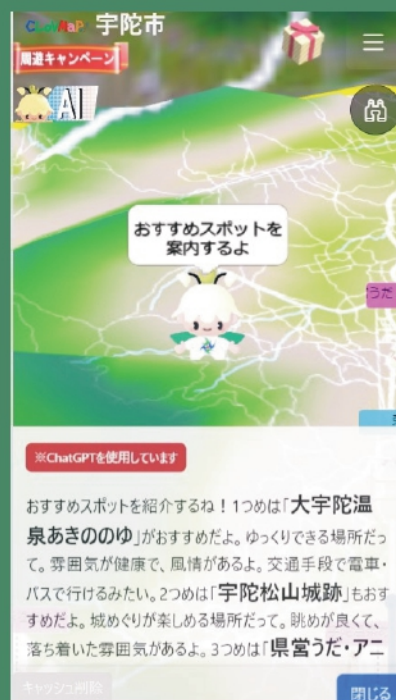 ChuMaP 宇陀市
周遊キャンペーン
AI
おすすめスポットを
案内するよ
うだ
※ChatGPTを使用しています
おすすめスポットを紹介するね！1つめは「大宇陀温
泉あきののゆ」がおすすめだよ。ゆっくりできる場所だっ
て。雰囲気が健康で、風情があるよ。交通手段で電車・
バスで行けるみたい。2つめは「宇陀松山城跡」もおす
すめだよ。城めぐりが楽しめる場所だって。眺めが良くて、
落ち着いた雰囲気があるよ。3つめは「県営うだ・アニ
キャッシュ削除
閉じる